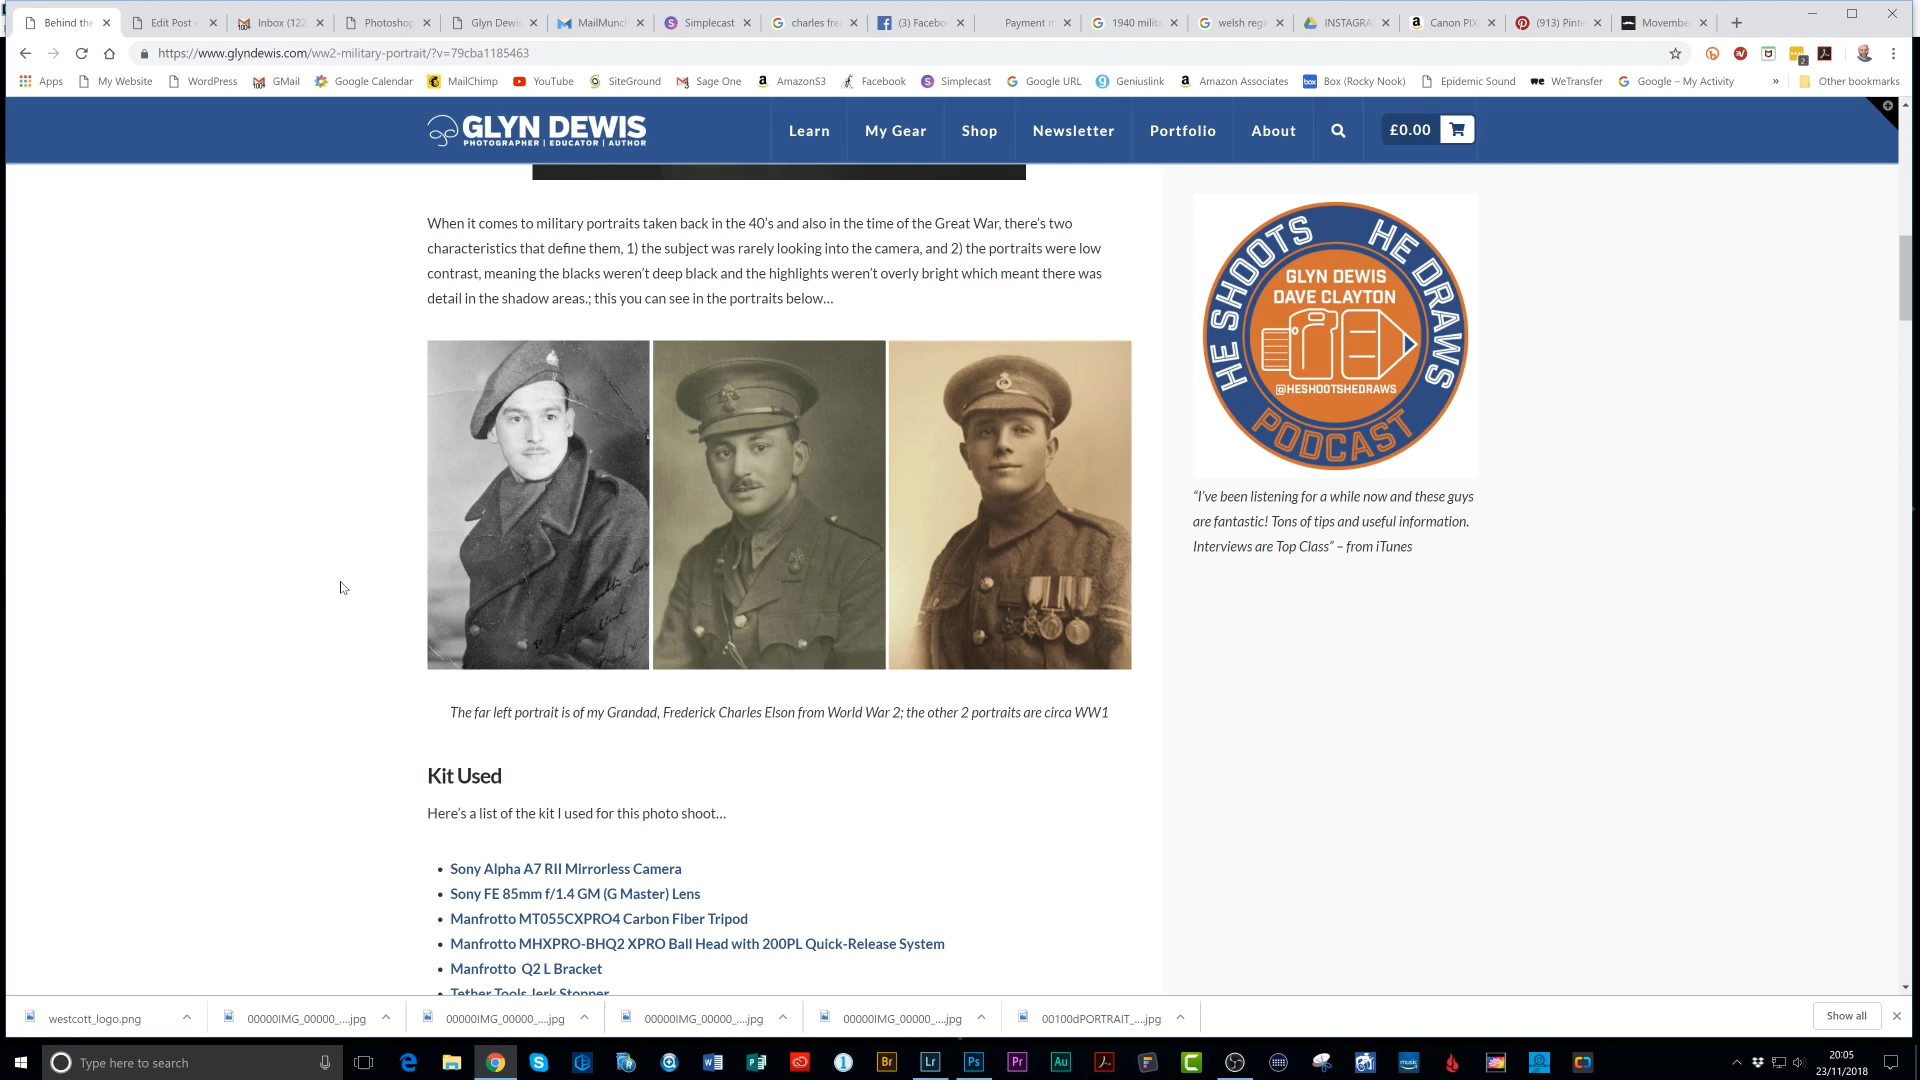 Behind the
Edit Post
Inbox (122
Photoshop
Glyn Dewis
MailMunch
Simplecast
charles fre
(3) Facebo
Payment m
1940 milita
welsh regi
INSTAGRA
Canon PIX
(913) Pinte
Movembe
https://www.glyndewis.com/ww2-military-portrait/?v=79cba1185463
Apps
My Website
WordPress
GMail
Google Calendar
MailChimp
YouTube
SiteGround
Sage One
AmazonS3
Facebook
Simplecast
Google URL
Geniuslink
Amazon Associates
Box (Rocky Nook)
Epidemic Sound
WeTransfer
Google – My Activity
»
Other bookmarks
GLYN DEWIS
PHOTOGRAPHER | EDUCATOR | AUTHOR
Learn
My Gear
Shop
Newsletter
Portfolio
About
£0.00
When it comes to military portraits taken back in the 40's and also in the time of the Great War, there's two
characteristics that define them, 1) the subject was rarely looking into the camera, and 2) the portraits were low
contrast, meaning the blacks weren't deep black and the highlights weren't overly bright which meant there was
detail in the shadow areas.; this you can see in the portraits below…
The far left portrait is of my Grandad, Frederick Charles Elson from World War 2; the other 2 portraits are circa WW1
Kit Used
Here's a list of the kit I used for this photo shoot…
• Sony Alpha A7 RII Mirrorless Camera
• Sony FE 85mm f/1.4 GM (G Master) Lens
• Manfrotto MT055CXPRO4 Carbon Fiber Tripod
• Manfrotto MHXPRO-BHQ2 XPRO Ball Head with 200PL Quick-Release System
• Manfrotto Q2 L Bracket
• Tether Tools Jerk Stopper
HE SHOOTS HE DRAWS
GLYN DEWIS
DAVE CLAYTON
@HESHOOTSHEDRAWS
PODCAST
“I've been listening for a while now and these guys
are fantastic! Tons of tips and useful information.
Interviews are Top Class” – from iTunes
westcott_logo.png
00000IMG_00000_....jpg
00000IMG_00000_....jpg
00000IMG_00000_....jpg
00000IMG_00000_....jpg
00100dPORTRAIT_....jpg
Show all
Type here to search
20:05
23/11/2018